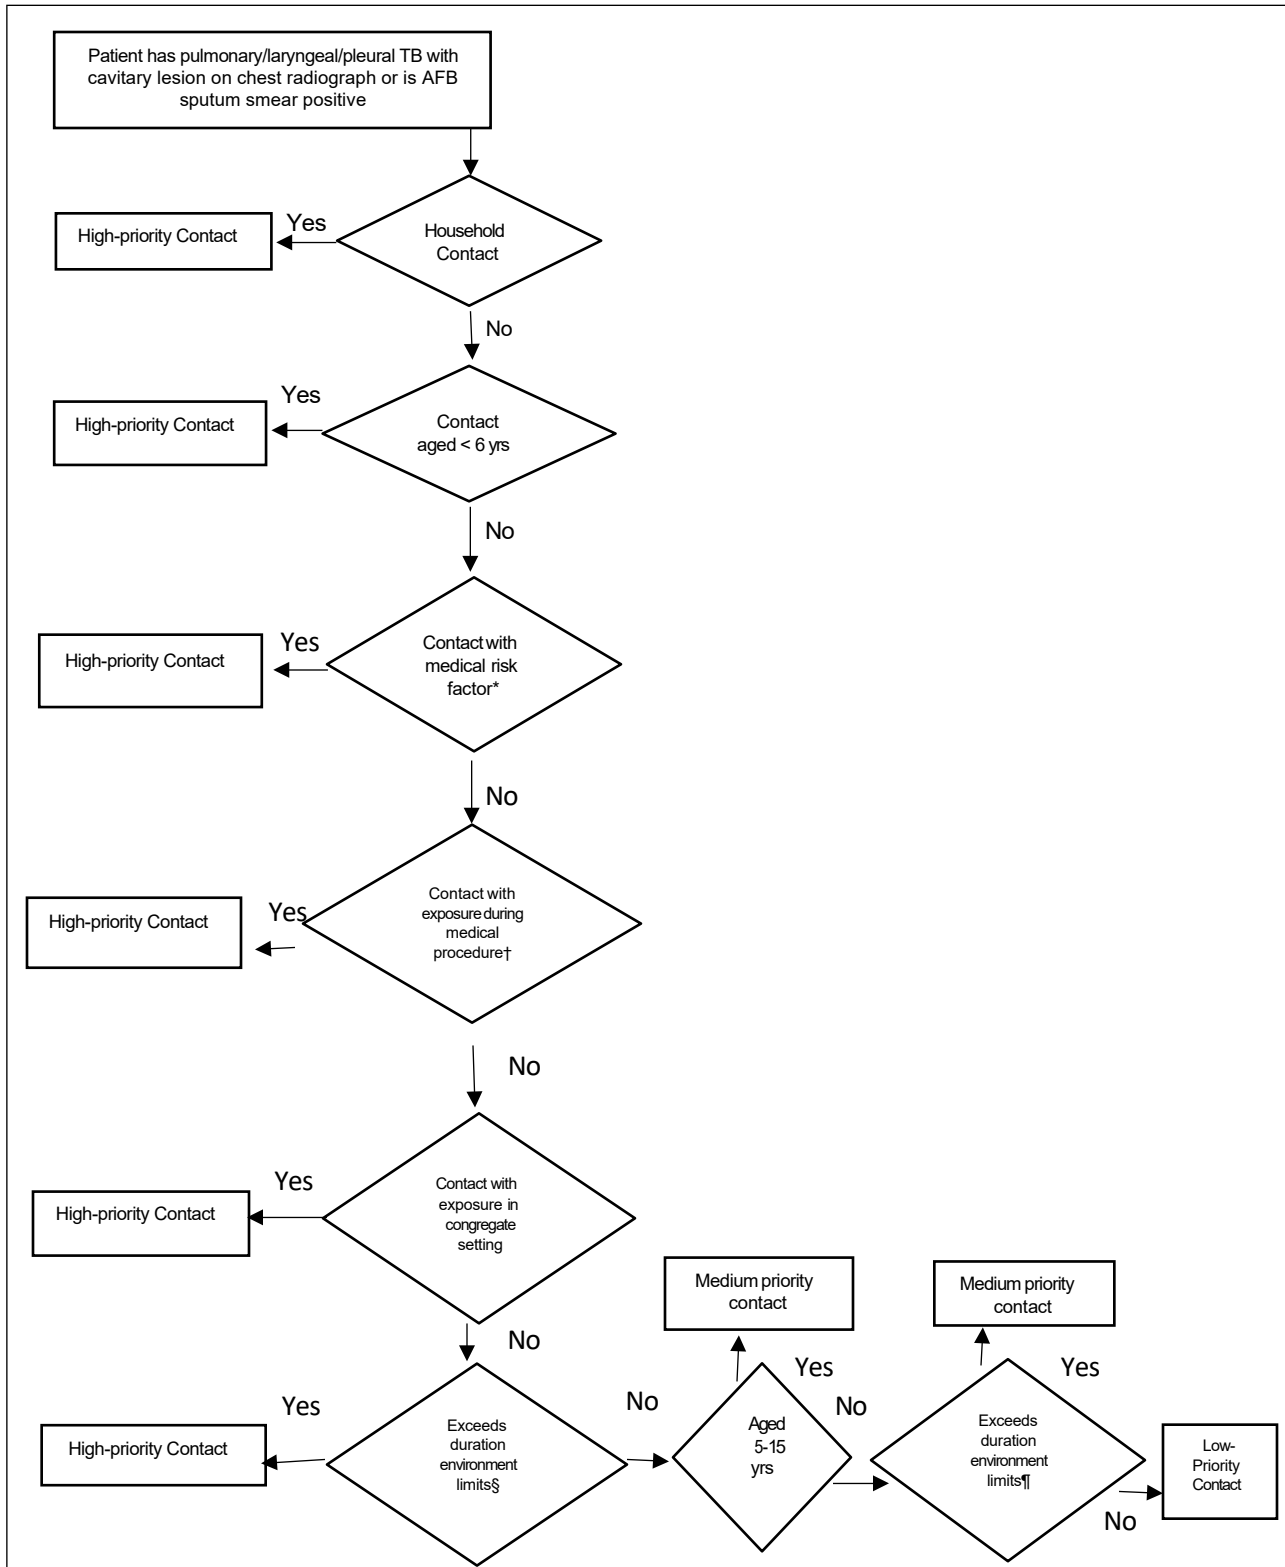 Patient has pulmonary/laryngeal/pleural TB with
cavitary lesion on chest radiograph or is AFB
sputum smear positive
High-priority Contact
Yes
Household
Contact
No
High-priority Contact
Yes
Contact
aged < 6 yrs
No
High-priority Contact
Yes
Contact with
medical risk
factor*
No
High-priority Contact
Yes
Contact with
exposure during
medical
procedure†
No
High-priority Contact
Yes
Contact with
exposure in
congregate
setting
No
High-priority Contact
Yes
Exceeds
duration
environment
limits§
No
Medium priority
contact
Yes
Aged
5-15
yrs
No
Medium priority
contact
Yes
Exceeds
duration
environment
limits¶
No
Low-
Priority
Contact